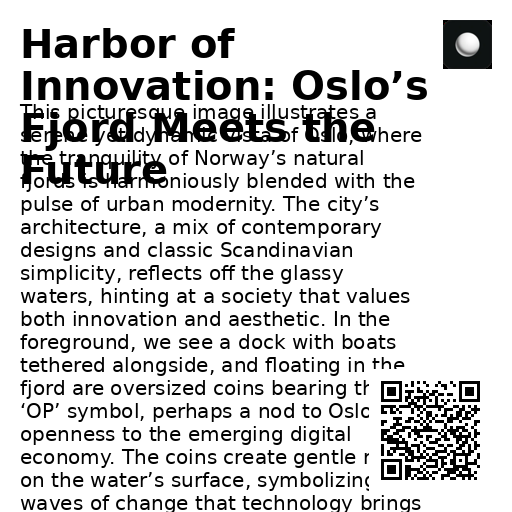 Harbor of
Innovation: Oslo’s
Fjord Meets the
Future
This picturesque image illustrates a
serene yet dynamic vista of Oslo, where
the tranquility of Norway’s natural
fjords is harmoniously blended with the
pulse of urban modernity. The city’s
architecture, a mix of contemporary
designs and classic Scandinavian
simplicity, reflects off the glassy
waters, hinting at a society that values
both innovation and aesthetic. In the
foreground, we see a dock with boats
tethered alongside, and floating in the
fjord are oversized coins bearing
‘OP’ symbol, perhaps a nod to
openness to the emerging digital
economy. The coins create gentle
on the water’s surface, symbolizing
waves of change that technology brings